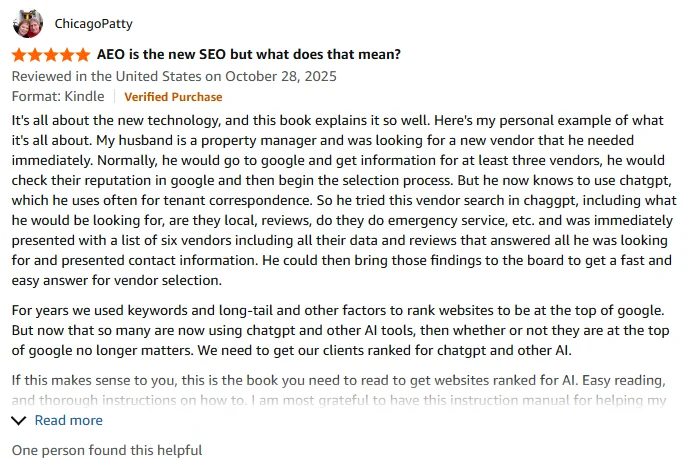 ChicagoPatty
AEO is the new SEO but what does that mean?
Reviewed in the United States on October 28, 2025
Format: Kindle | Verified Purchase
It's all about the new technology, and this book explains it so well. Here's my personal example of what
it's all about. My husband is a property manager and was looking for a new vendor that he needed
immediately. Normally, he would go to google and get information for at least three vendors, he would
check their reputation in google and then begin the selection process. But he now knows to use chatgpt,
which he uses often for tenant correspondence. So he tried this vendor search in chaggpt, including what
he would be looking for, are they local, reviews, do they do emergency service, etc. and was immediately
presented with a list of six vendors including all their data and reviews that answered all he was looking
for and presented contact information. He could then bring those findings to the board to get a fast and
easy answer for vendor selection.
For years we used keywords and long-tail and other factors to rank websites to be at the top of google.
But now that so many are now using chatgpt and other AI tools, then whether or not they are at the top
of google no longer matters. We need to get our clients ranked for chatgpt and other AI.
If this makes sense to you, this is the book you need to read to get websites ranked for AI. Easy reading,
and thorough instructions on how to. I am most grateful to have this instruction manual for helping my
Read more
One person found this helpful